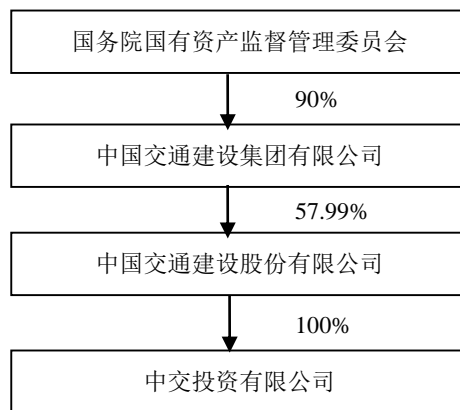 国务院国有资产监督管理委员会
90%
中国交通建设集团有限公司
57.99%
中国交通建设股份有限公司
100%
中交投资有限公司